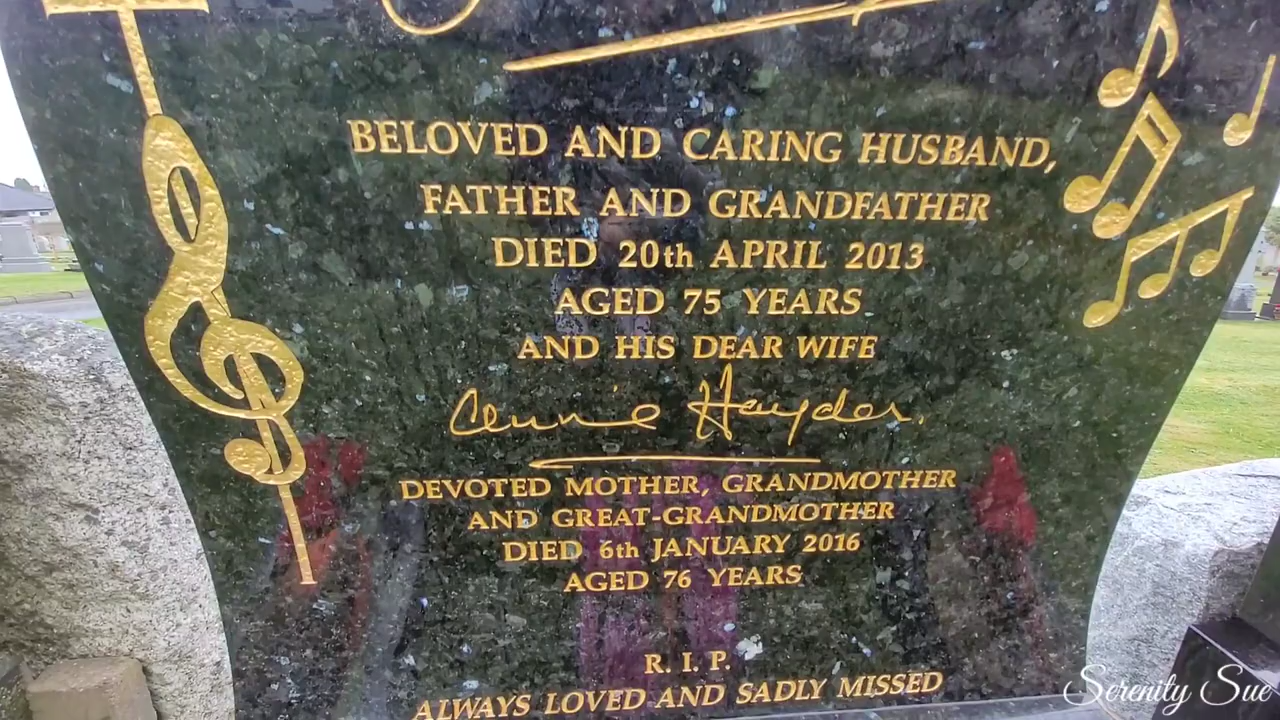 BELOVED AND CARING HUSBAND,
FATHER AND GRANDFATHER
DIED 20th APRIL 2013
AGED 75 YEARS
AND HIS DEAR WIFE
Hayder.
DEVOTED MOTHER, GRANDMOTHER
AND GREAT-GRANDMOTHER
DIED 6th JANUARY 2016
AGED 76 YEARS
R. I. P.
ALWAYS LOVED AND SADLY MISSED
Serenity Sue